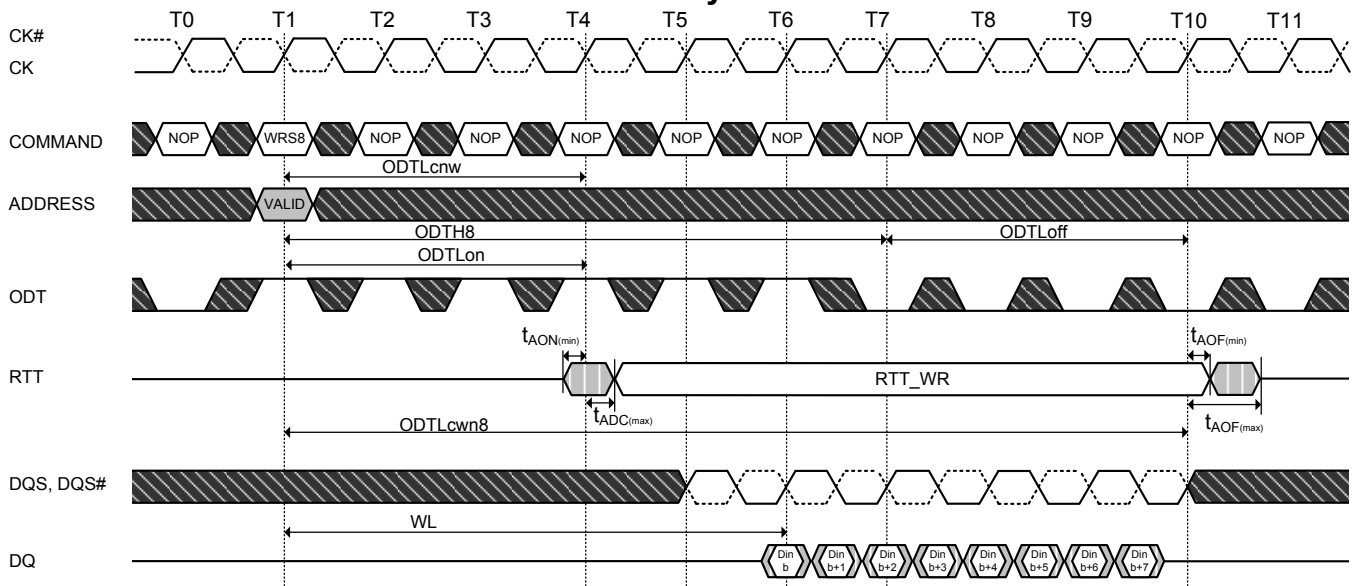 T0 T1 T2 T3 T4 T5 T6 T7 T8 T9 T10 T11
CK#
CK
COMMAND NOP WRS8 NOP NOP NOP NOP NOP NOP NOP NOP NOP NOP
ODTLcnw
ADDRESS VALID
ODTH8 ODTLoff
ODTLon
ODT
tAON(min) tAOF(min)
RTT RTT_WR
tADC(max) tAOF(max)
ODTLcwn8
DQS, DQS#
WL
DQ Din b Din b+1 Din b+2 Din b+3 Din b+4 Din b+5 Din b+6 Din b+7